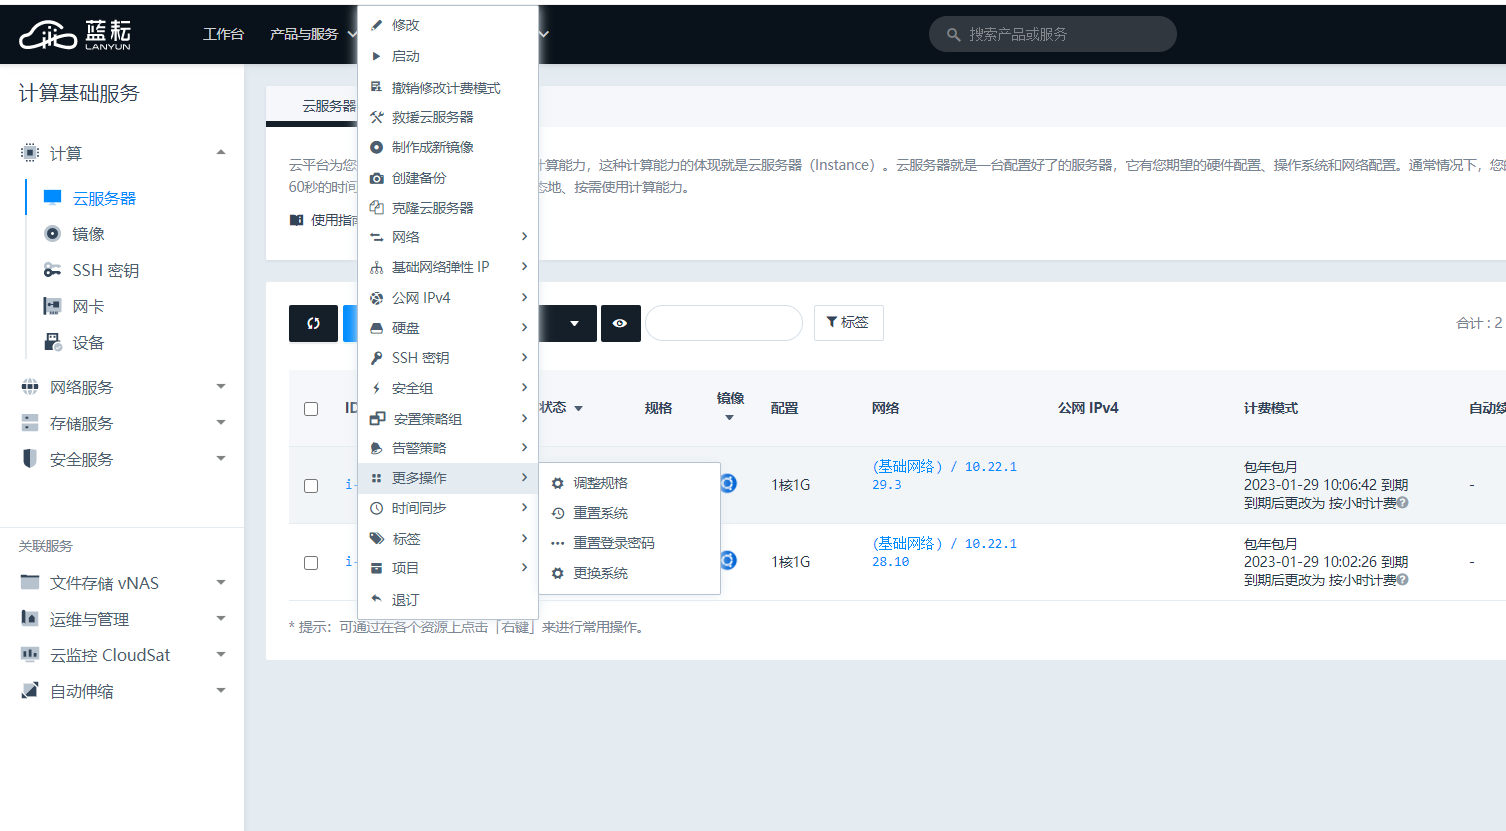 蓝耘
LANYUN
工作台
产品与服务
搜索产品或服务
计算基础服务
计算
云服务器
镜像
SSH 密钥
网卡
设备
网络服务
存储服务
安全服务
关联服务
文件存储 vNAS
运维与管理
云监控 CloudSat
自动伸缩
修改
启动
撤销修改计费模式
救援云服务器
制作成新镜像
创建备份
克隆云服务器
网络
基础网络弹性 IP
公网 IPv4
硬盘
SSH 密钥
安全组
安置策略组
告警策略
更多操作
时间同步
标签
项目
退订
调整规格
重置系统
重置登录密码
更换系统
云服务器
云平台为您 计算能力，这种计算能力的体现就是云服务器（Instance）。云服务器就是一台配置好了的服务器，它有您期望的硬件配置、操作系统和网络配置。通常情况下，您的
60秒的时间 态地、按需使用计算能力。
使用指南
标签
合计 : 2
ID 状态 规格 镜像 配置 网络 公网 IPv4 计费模式 自动续
i- 1核1G (基础网络) / 10.22.1 包年包月
29.3 2023-01-29 10:06:42 到期 -
到期后更改为 按小时计费
i- 1核1G (基础网络) / 10.22.1 包年包月
28.10 2023-01-29 10:02:26 到期 -
到期后更改为 按小时计费
* 提示：可通过在各个资源上点击「右键」来进行常用操作。